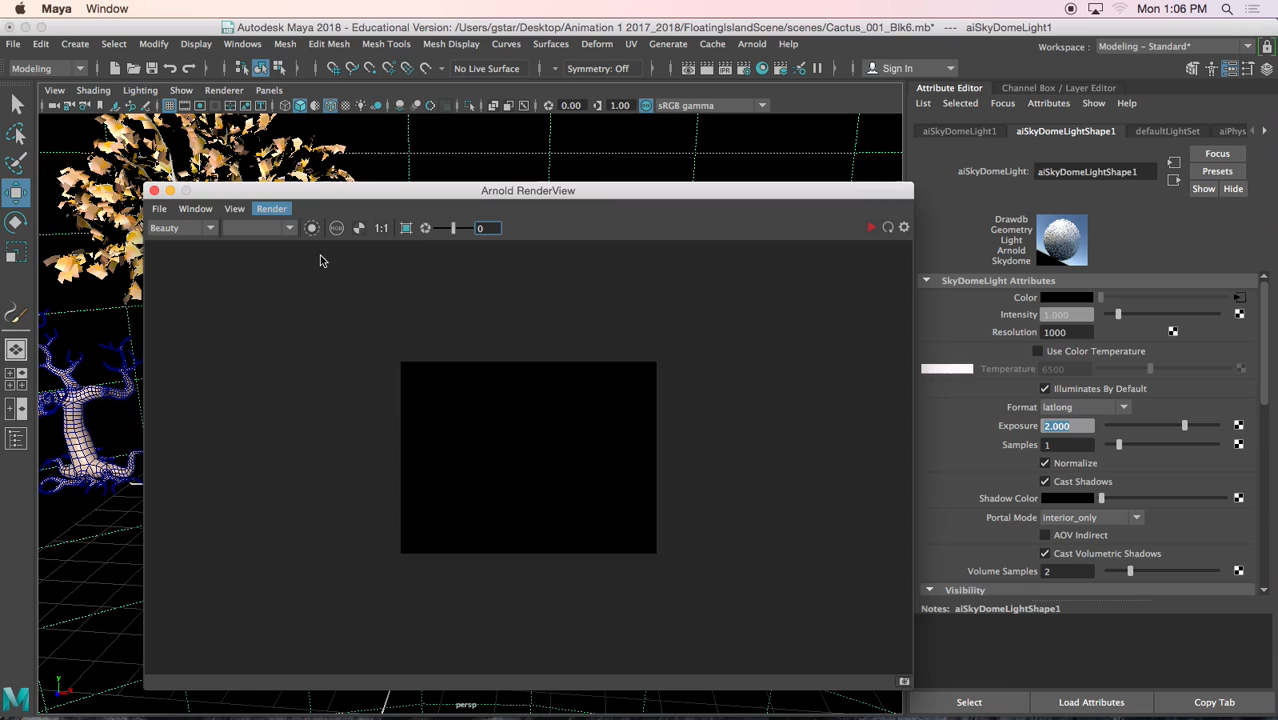 Maya Window Mon 1:06 PM
Autodesk Maya 2018 - Educational Version: /Users/gstar/Desktop/Animation 1 2017_2018/FloatingIslandScene/scenes/Cactus_001_Blk6.mb* --- aiSkyDomeLight1
File Edit Create Select Modify Display Windows Mesh Edit Mesh Mesh Tools Mesh Display Curves Surfaces Deform UV Generate Cache Arnold Help
Workspace : Modeling - Standard*
Modeling No Live Surface Symmetry: Off Sign In
View Shading Lighting Show Renderer Panels
0.00 1.00 sRGB gamma
Attribute Editor Channel Box / Layer Editor
List Selected Focus Attributes Show Help
aiSkyDomeLight1 aiSkyDomeLightShape1 defaultLightSet aiPhys
aiSkyDomeLight: aiSkyDomeLightShape1
Focus
Presets
Show Hide
Drawdb
Geometry
Light
Arnold
Skydome
SkyDomeLight Attributes
Color
Intensity 1.000
Resolution 1000
Use Color Temperature
Temperature 6500
Illuminates By Default
Format latlong
Exposure 2.000
Samples 1
Normalize
Cast Shadows
Shadow Color
Portal Mode interior_only
AOV Indirect
Cast Volumetric Shadows
Volume Samples 2
Visibility
Notes: aiSkyDomeLightShape1
Select Load Attributes Copy Tab
Arnold RenderView
File Window View Render
Beauty RGB 1:1 0
persp